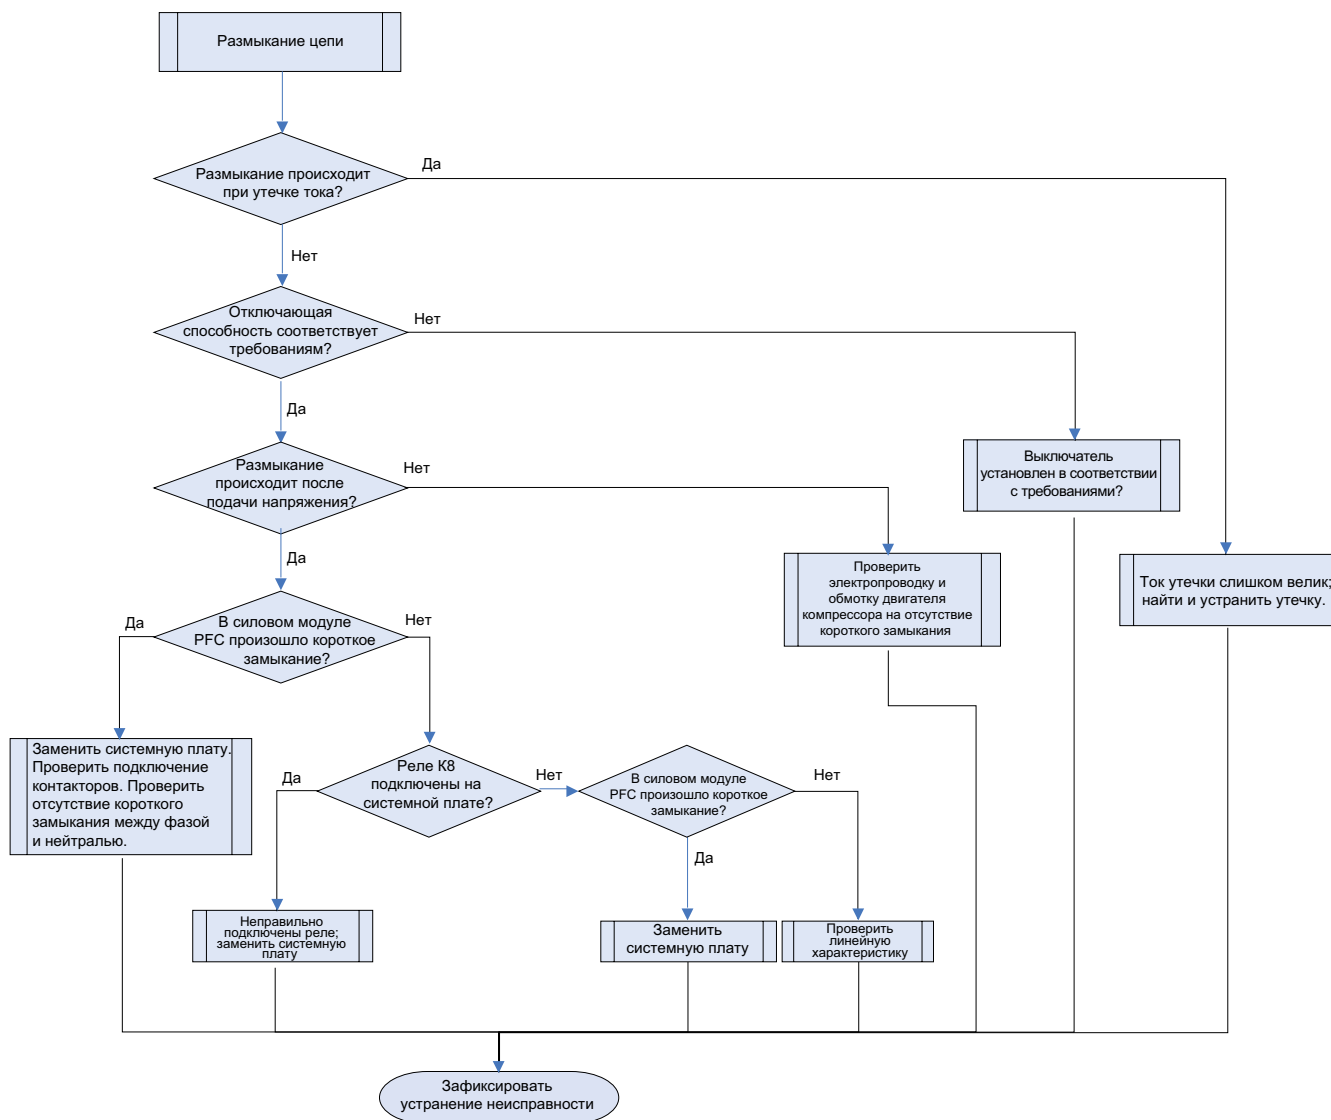 Размыкание цепи
Размыкание происходит
при утечке тока?
Да
Нет
Отключающая
способность соответствует
требованиям?
Нет
Да
Размыкание
происходит после
подачи напряжения?
Нет
Выключатель
установлен в соответствии
с требованиями?
Да
Проверить
электропроводку и
обмотку двигателя
компрессора на отсутствие
короткого замыкания
Ток утечки слишком велик;
найти и устранить утечку.
Да
В силовом модуле
PFC произошло короткое
замыкание?
Нет
Заменить системную плату.
Проверить подключение
контакторов. Проверить
отсутствие короткого
замыкания между фазой
и нейтралью.
Да
Реле К8
подключены на
системной плате?
Нет
В силовом модуле
PFC произошло короткое
замыкание?
Нет
Да
Неправильно
подключены реле;
заменить системную
плату
Заменить
системную плату
Проверить
линейную
характеристику
Зафиксировать
устранение неисправности